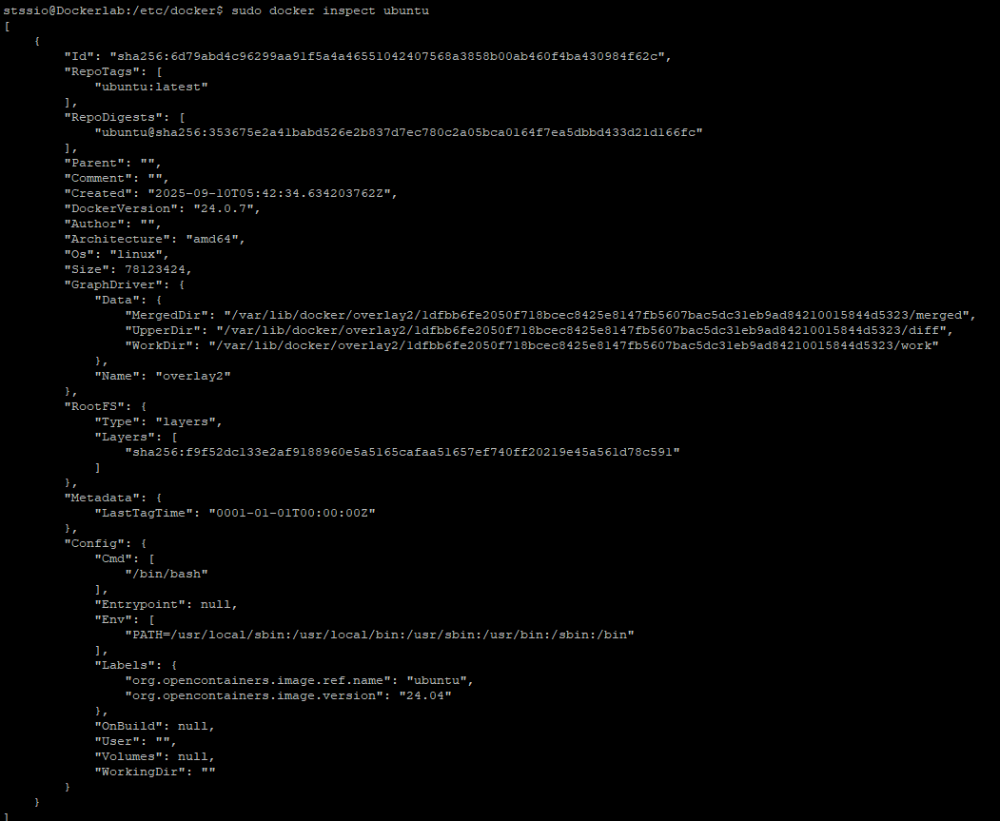 stssio@Dockerlab:/etc/docker$ sudo docker inspect ubuntu
[
    {
        "Id": "sha256:6d79abd4c96299aa91f5a4a46551042407568a3858b00ab460f4ba430984f62c",
        "RepoTags": [
            "ubuntu:latest"
        ],
        "RepoDigests": [
            "ubuntu@sha256:353675e2a41babd526e2b837d7ec780c2a05bca0164f7ea5dbbd433d21d166fc"
        ],
        "Parent": "",
        "Comment": "",
        "Created": "2025-09-10T05:42:34.634203762Z",
        "DockerVersion": "24.0.7",
        "Author": "",
        "Architecture": "amd64",
        "Os": "linux",
        "Size": 78123424,
        "GraphDriver": {
            "Data": {
                "MergedDir": "/var/lib/docker/overlay2/1dfbb6fe2050f718bcec8425e8147fb5607bac5dc31eb9ad84210015844d5323/merged",
                "UpperDir": "/var/lib/docker/overlay2/1dfbb6fe2050f718bcec8425e8147fb5607bac5dc31eb9ad84210015844d5323/diff",
                "WorkDir": "/var/lib/docker/overlay2/1dfbb6fe2050f718bcec8425e8147fb5607bac5dc31eb9ad84210015844d5323/work"
            },
            "Name": "overlay2"
        },
        "RootFS": {
            "Type": "layers",
            "Layers": [
                "sha256:f9f52dc133e2af9188960e5a5165cafaa51657ef740ff20219e45a561d78c591"
            ]
        },
        "Metadata": {
            "LastTagTime": "0001-01-01T00:00:00Z"
        },
        "Config": {
            "Cmd": [
                "/bin/bash"
            ],
            "Entrypoint": null,
            "Env": [
                "PATH=/usr/local/sbin:/usr/local/bin:/usr/sbin:/usr/bin:/sbin:/bin"
            ],
            "Labels": {
                "org.opencontainers.image.ref.name": "ubuntu",
                "org.opencontainers.image.version": "24.04"
            },
            "OnBuild": null,
            "User": "",
            "Volumes": null,
            "WorkingDir": ""
        }
    }
]